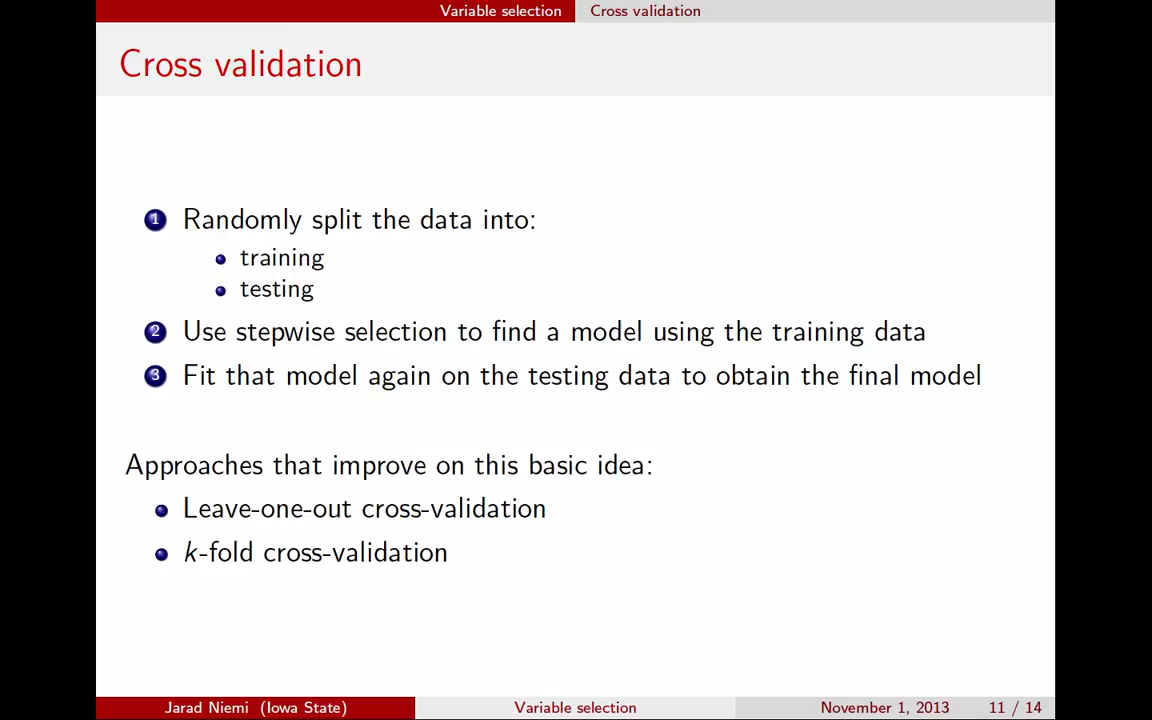 Variable selection Cross validation
Cross validation
1 Randomly split the data into:
training
testing
2 Use stepwise selection to find a model using the training data
3 Fit that model again on the testing data to obtain the final model
Approaches that improve on this basic idea:
Leave-one-out cross-validation
k-fold cross-validation
Jarad Niemi (Iowa State) Variable selection November 1, 2013 11 / 14